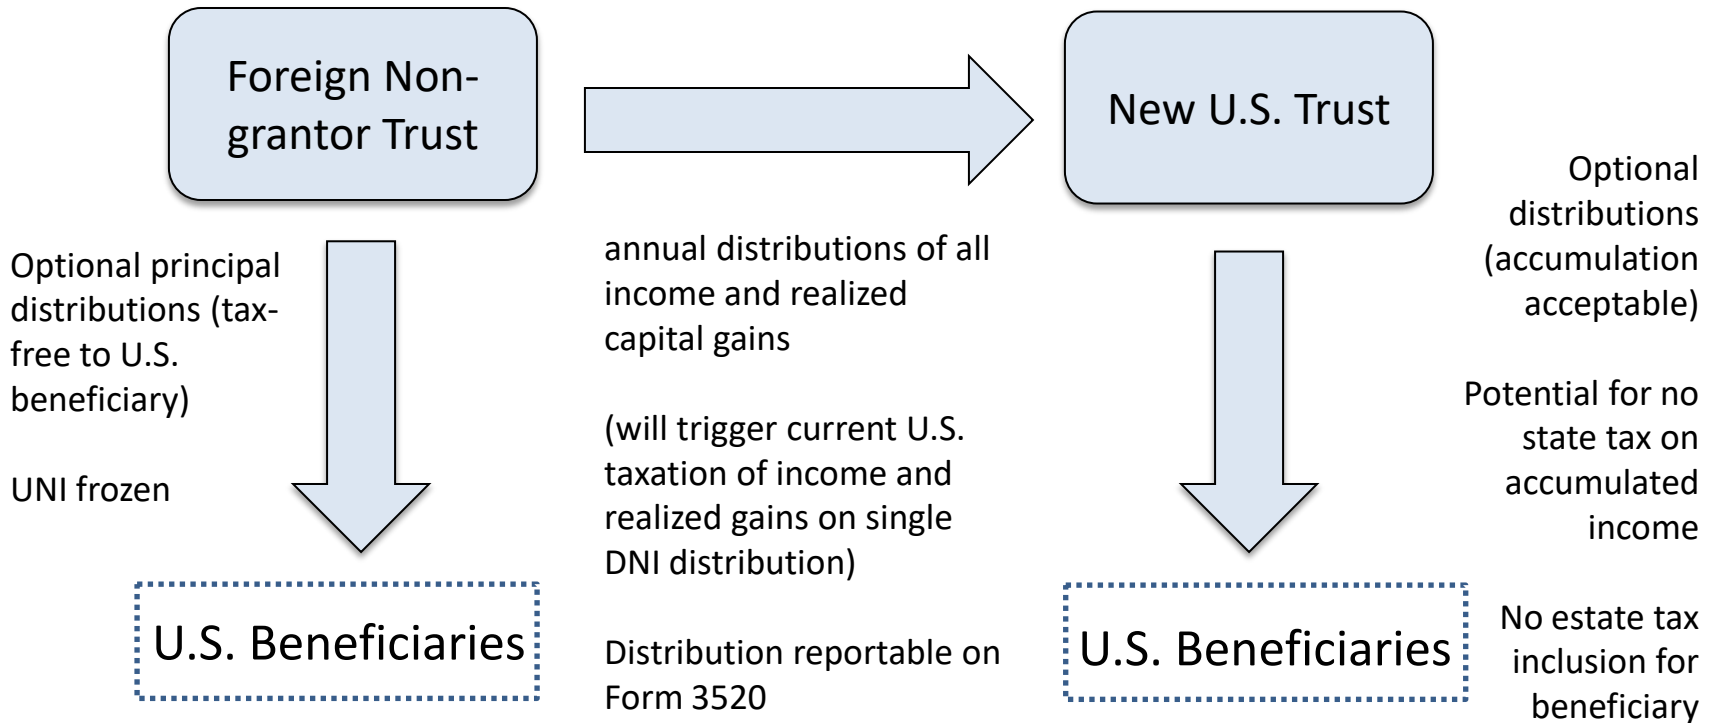 Foreign Non-
grantor Trust
New U.S. Trust
Optional principal
distributions (tax-
free to U.S.
beneficiary)
UNI frozen
annual distributions of all
income and realized
capital gains
(will trigger current U.S.
taxation of income and
realized gains on single
DNI distribution)
Distribution reportable on
Form 3520
Optional
distributions
(accumulation
acceptable)
Potential for no
state tax on
accumulated
income
No estate tax
inclusion for
beneficiary
U.S. Beneficiaries
U.S. Beneficiaries